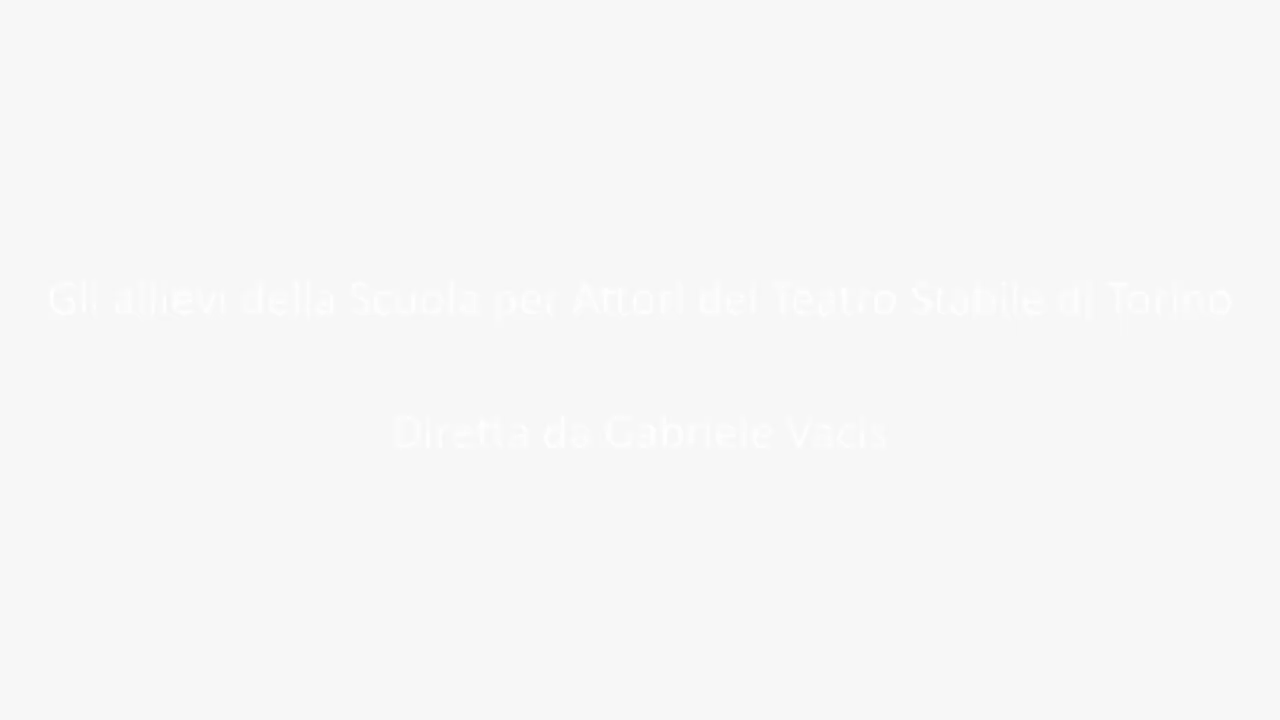 Gli allievi della Scuola per Attori del Teatro Stabile di Torino
Diretta da Gabriele Vacis